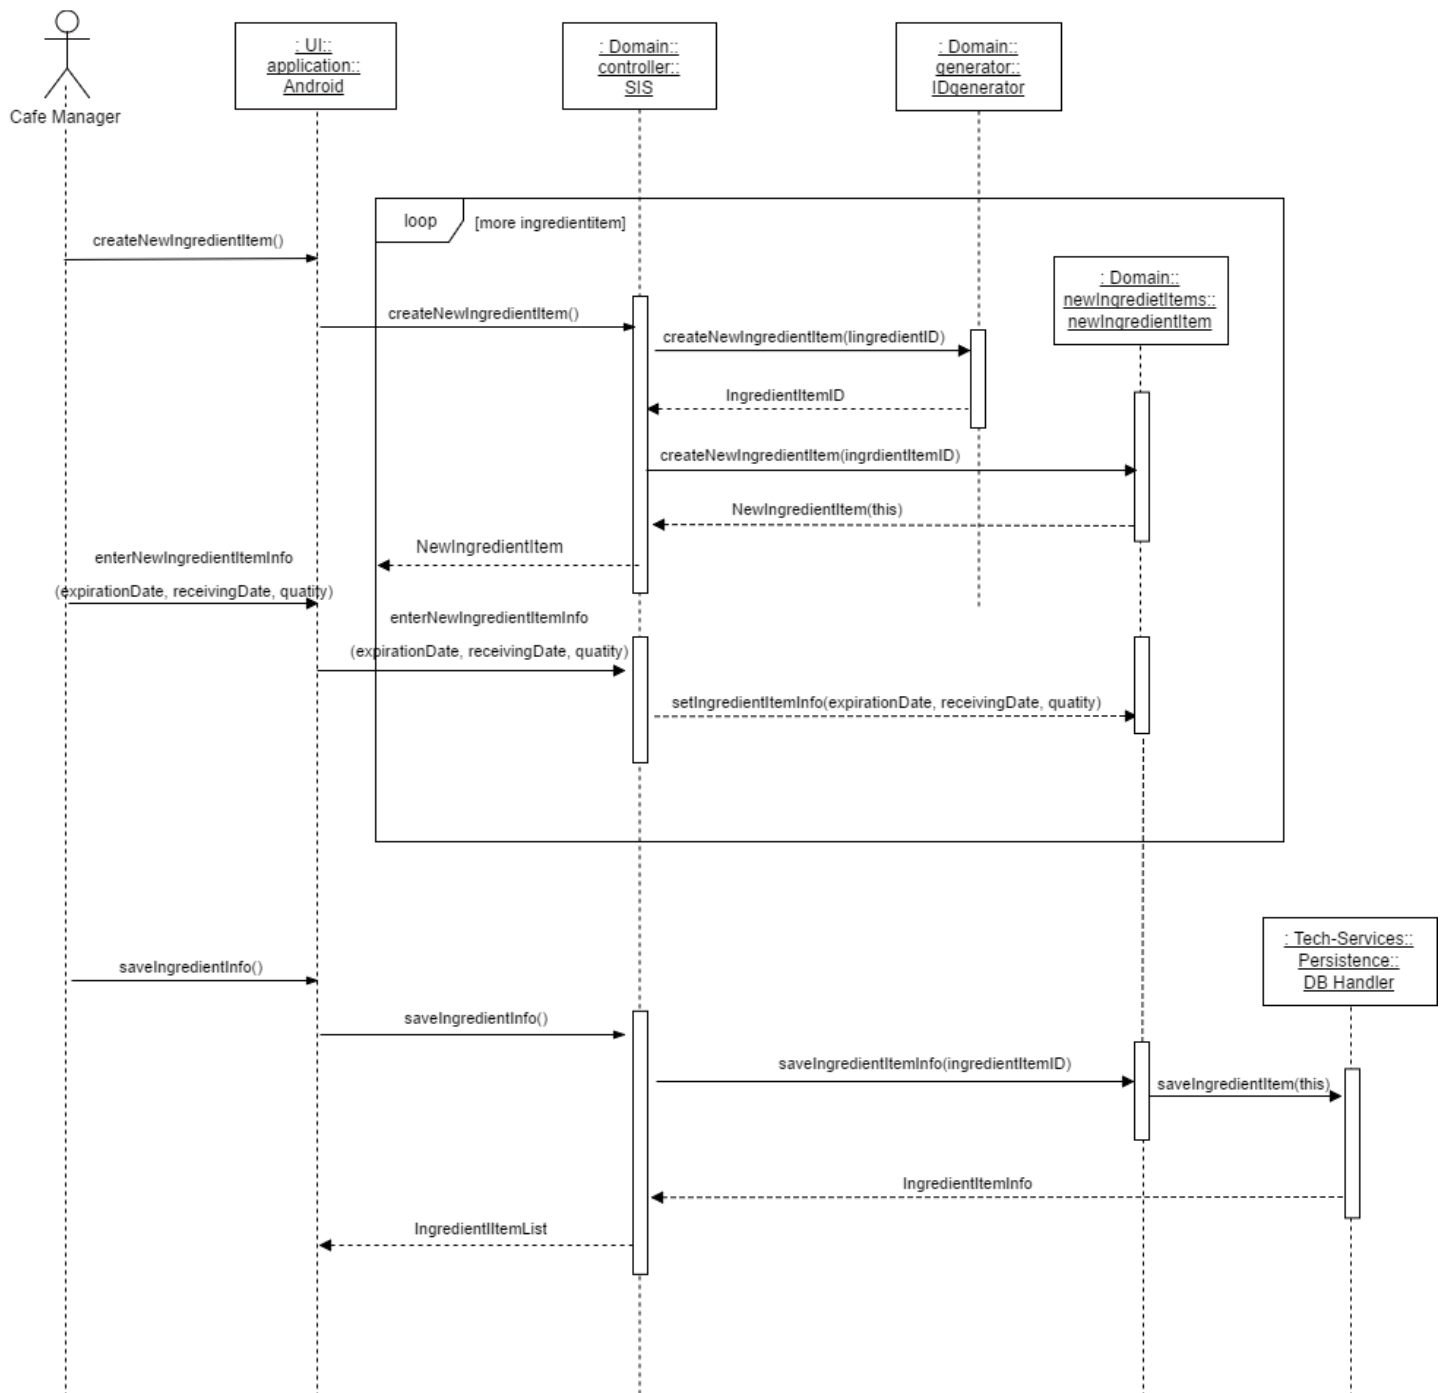 : UI::
application::
Android
: Domain::
controller::
SIS
: Domain::
generator::
IDgenerator
Cafe Manager
loop
[more ingredientitem]
createNewIngredientItem()
: Domain::
newIngredietItems::
newIngredientItem
createNewIngredientItem()
createNewIngredientItem(IingredientID)
IngredientItemID
createNewIngredientItem(ingrdientItemID)
NewIngredientItem(this)
NewIngredientItem
enterNewIngredientItemInfo
(expirationDate, receivingDate, quatity)
enterNewIngredientItemInfo
(expirationDate, receivingDate, quatity)
setIngredientItemInfo(expirationDate, receivingDate, quatity)
: Tech-Services::
Persistence::
DB Handler
saveIngredientInfo()
saveIngredientInfo()
saveIngredientItemInfo(ingredientItemID)
saveIngredientItem(this)
IngredientItemInfo
IngredientIItemList